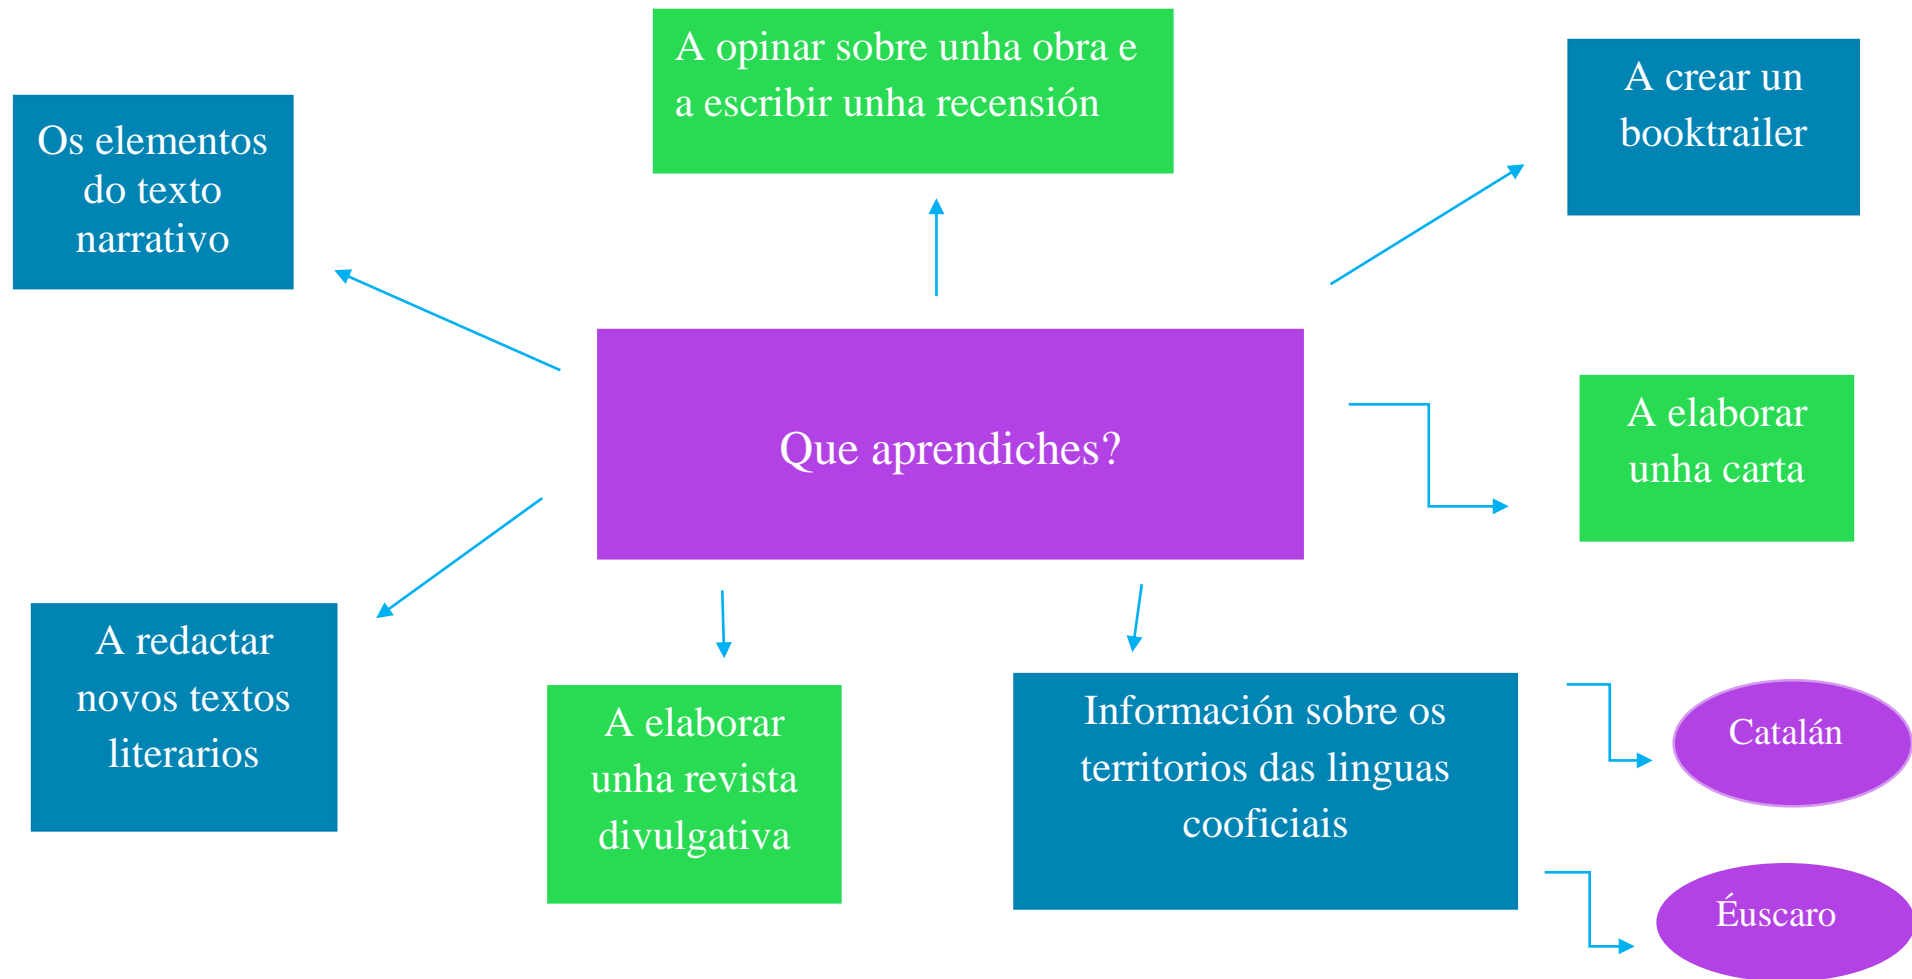 A opinar sobre unha obra e
a escribir unha recensión
A crear un
booktrailer
Os elementos
do texto
narrativo
Que aprendiches?
A elaborar
unha carta
A redactar
novos textos
literarios
A elaborar
unha revista
divulgativa
Información sobre os
territorios das linguas
cooficiais
Catalán
Éuscaro